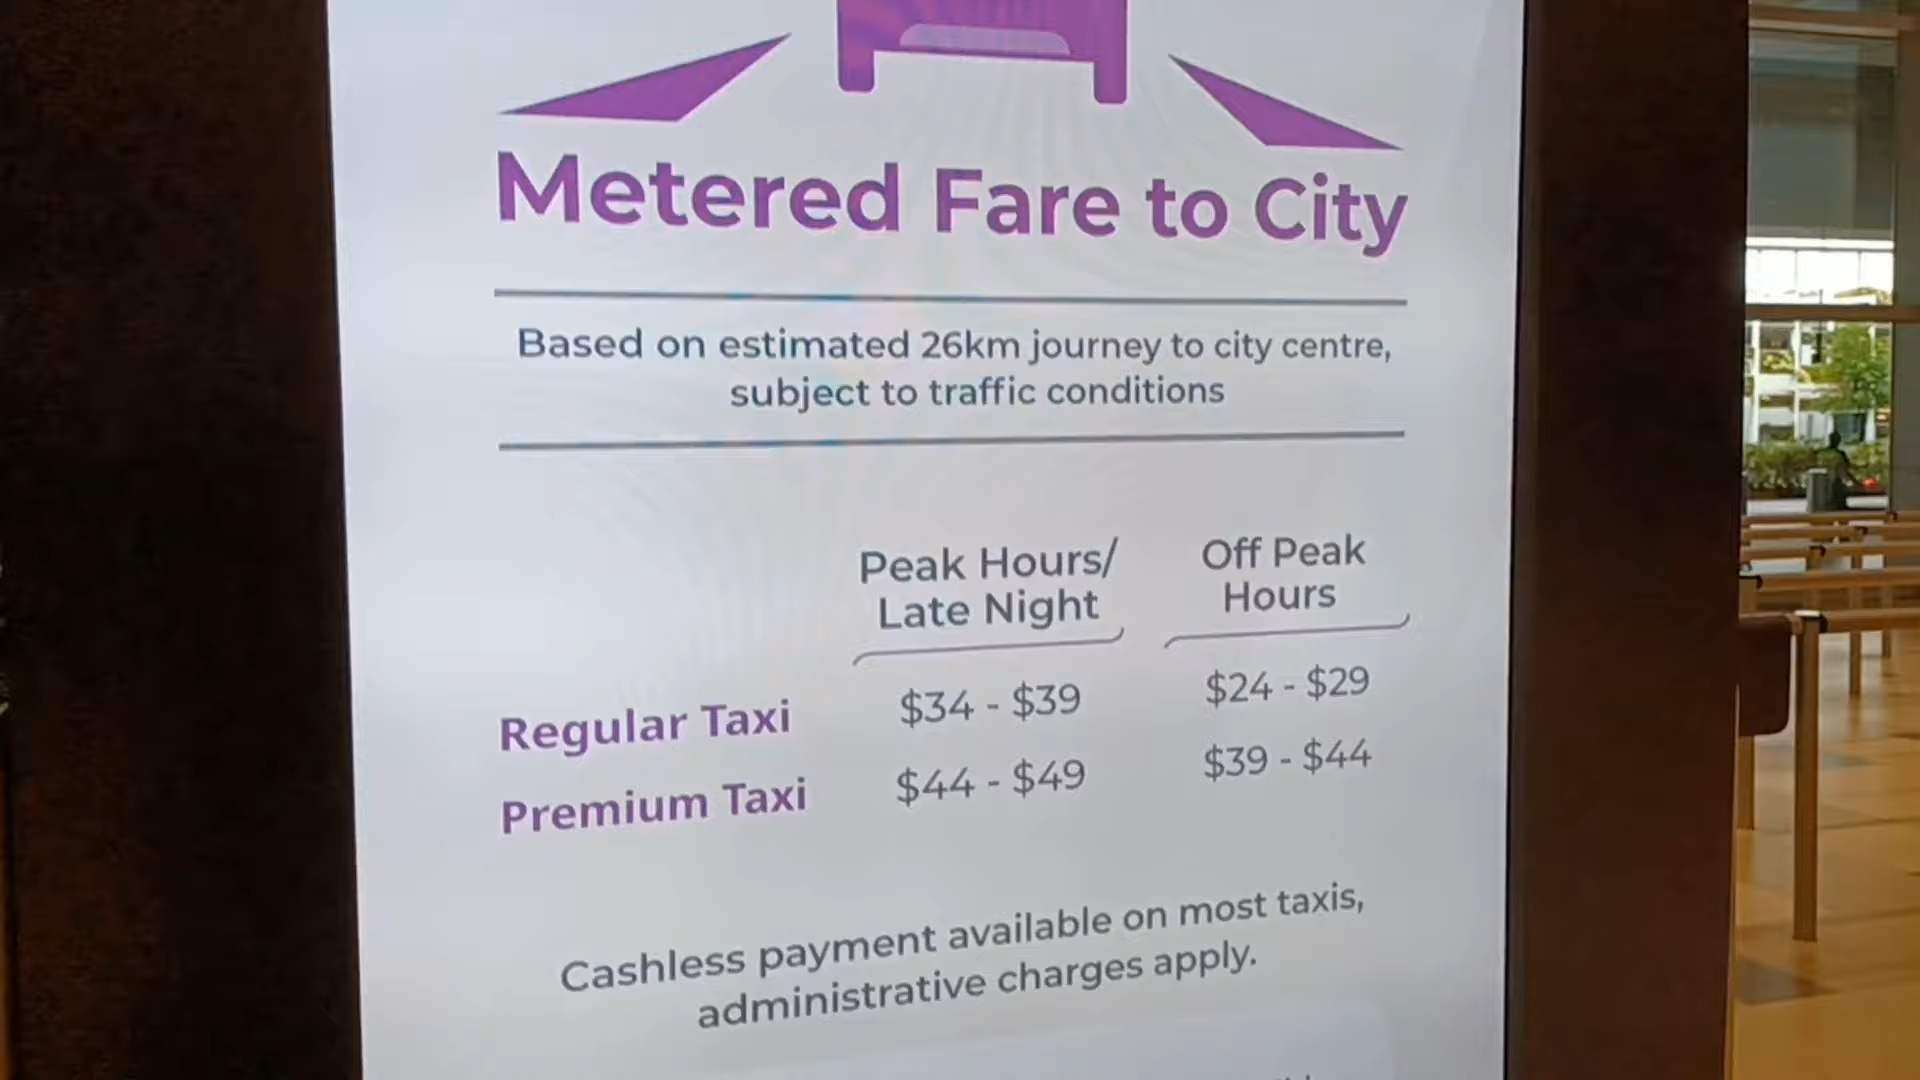 Metered Fare to City
Based on estimated 26km journey to city centre,
subject to traffic conditions
Peak Hours/
Late Night
Off Peak
Hours
Regular Taxi $34 - $39 $24 - $29
Premium Taxi $44 - $49 $39 - $44
Cashless payment available on most taxis,
administrative charges apply.